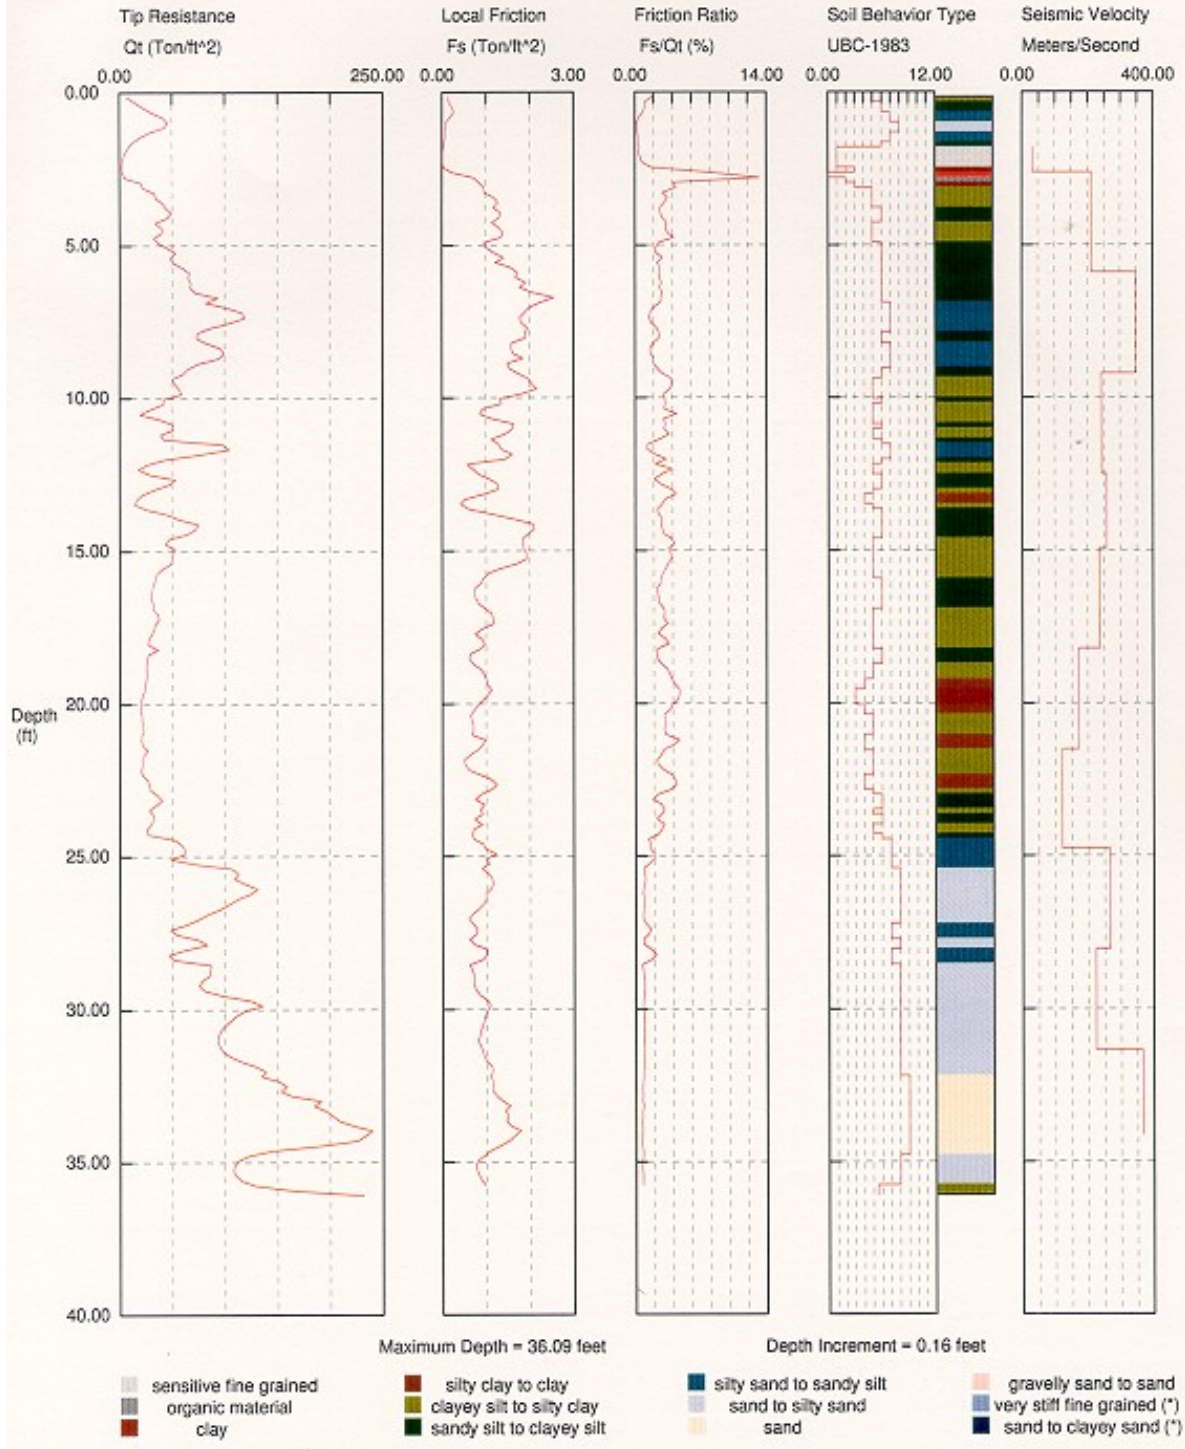 Tip Resistance Local Friction Friction Ratio Soil Behavior Type Seismic Velocity
Qt (Ton/ft^2) Fs (Ton/ft^2) Fs/Qt (%) UBC-1983 Meters/Second
0.00 250.00 0.00 3.00 0.00 14.00 0.00 12.00 0.00 400.00
0.00
5.00
10.00
15.00
20.00
Depth
(ft)
25.00
30.00
35.00
40.00
Maximum Depth = 36.09 feet Depth Increment = 0.16 feet
sensitive fine grained silty clay to clay silty sand to sandy silt gravelly sand to sand
organic material clayey silt to silty clay sand to silty sand very stiff fine grained (*)
clay sandy silt to clayey silt sand sand to clayey sand (*)